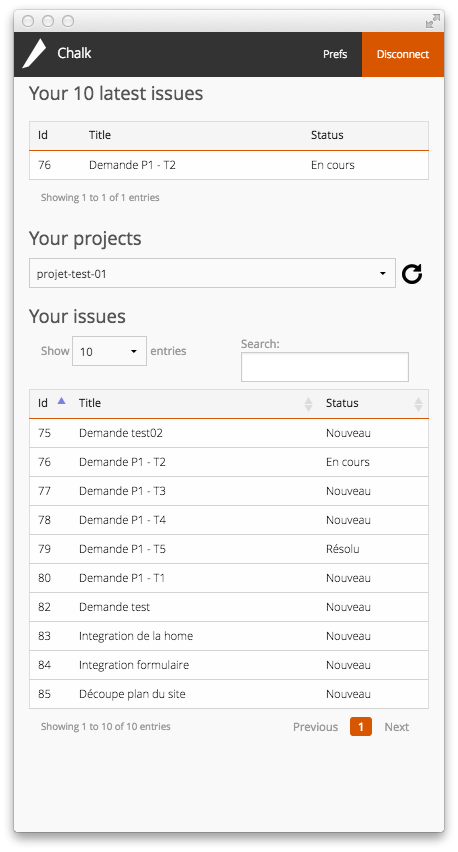 Chalk Prefs Disconnect
Your 10 latest issues
Id Title Status
76 Demande P1 - T2 En cours
Showing 1 to 1 of 1 entries
Your projects
projet-test-01
Your issues
Show 10 entries Search:
Id Title Status
75 Demande test02 Nouveau
76 Demande P1 - T2 En cours
77 Demande P1 - T3 Nouveau
78 Demande P1 - T4 Nouveau
79 Demande P1 - T5 Résolu
80 Demande P1 - T1 Nouveau
82 Demande test Nouveau
83 Integration de la home Nouveau
84 Integration formulaire Nouveau
85 Découpe plan du site Nouveau
Showing 1 to 10 of 10 entries Previous 1 Next